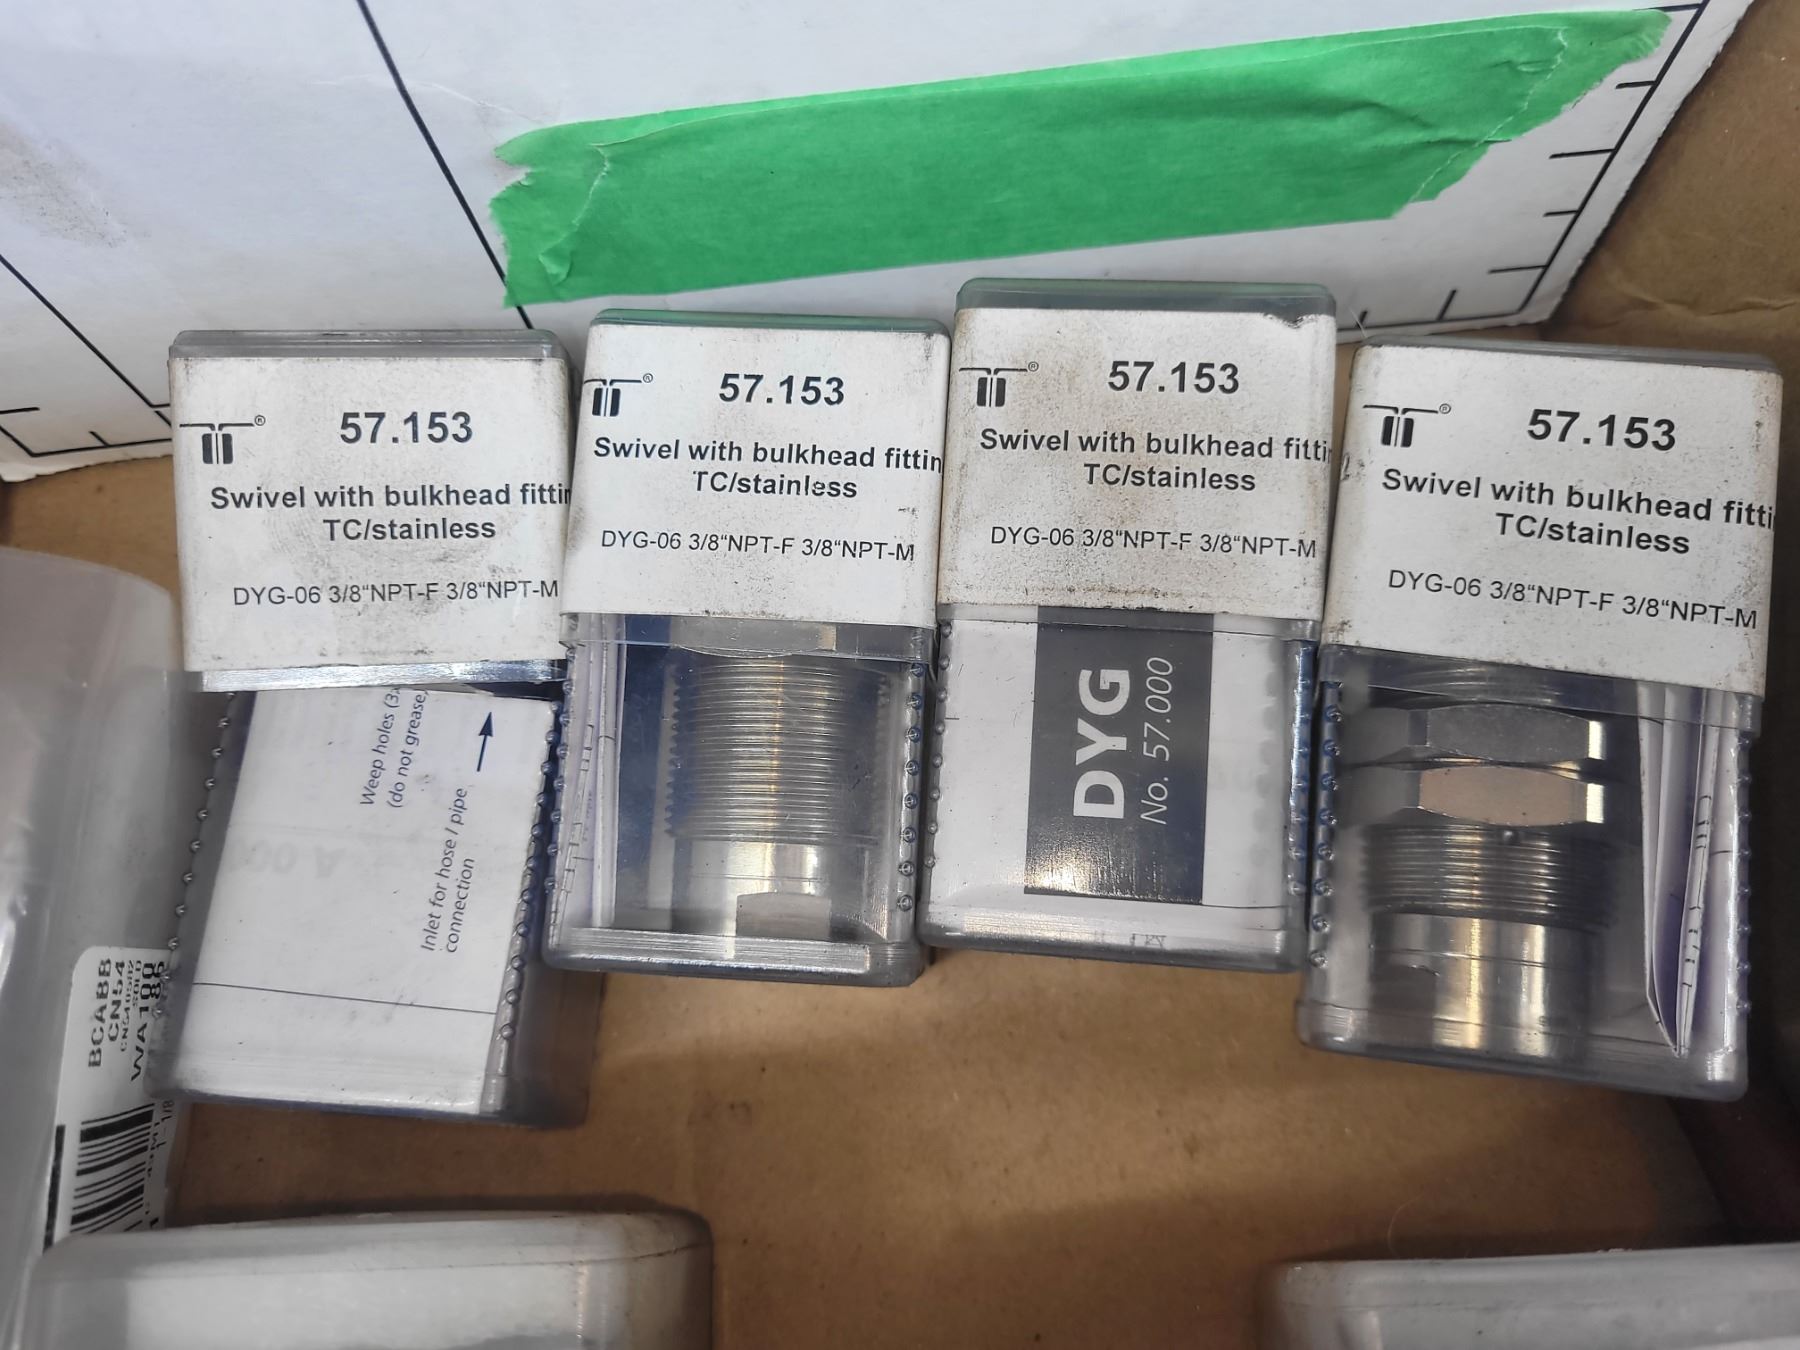 57.153
Swivel with bulkhead fittin
TC/stainless
DYG-06 3/8“NPT-F 3/8“NPT-M
Weep holes (3x
(do not grease)
Inlet for hose / pipe
connection
®
57.153
Swivel with bulkhead fittin
TC/stainless
DYG-06 3/8“NPT-F 3/8“NPT-M
®
57.153
Swivel with bulkhead fitti
TC/stainless
DYG-06 3/8“NPT-F 3/8“NPT-M
DYG
No. 57.000
®
57.153
Swivel with bulkhead fitti
TC/stainless
DYG-06 3/8“NPT-F 3/8“NPT-M
®
BCABB
CN54
WA100